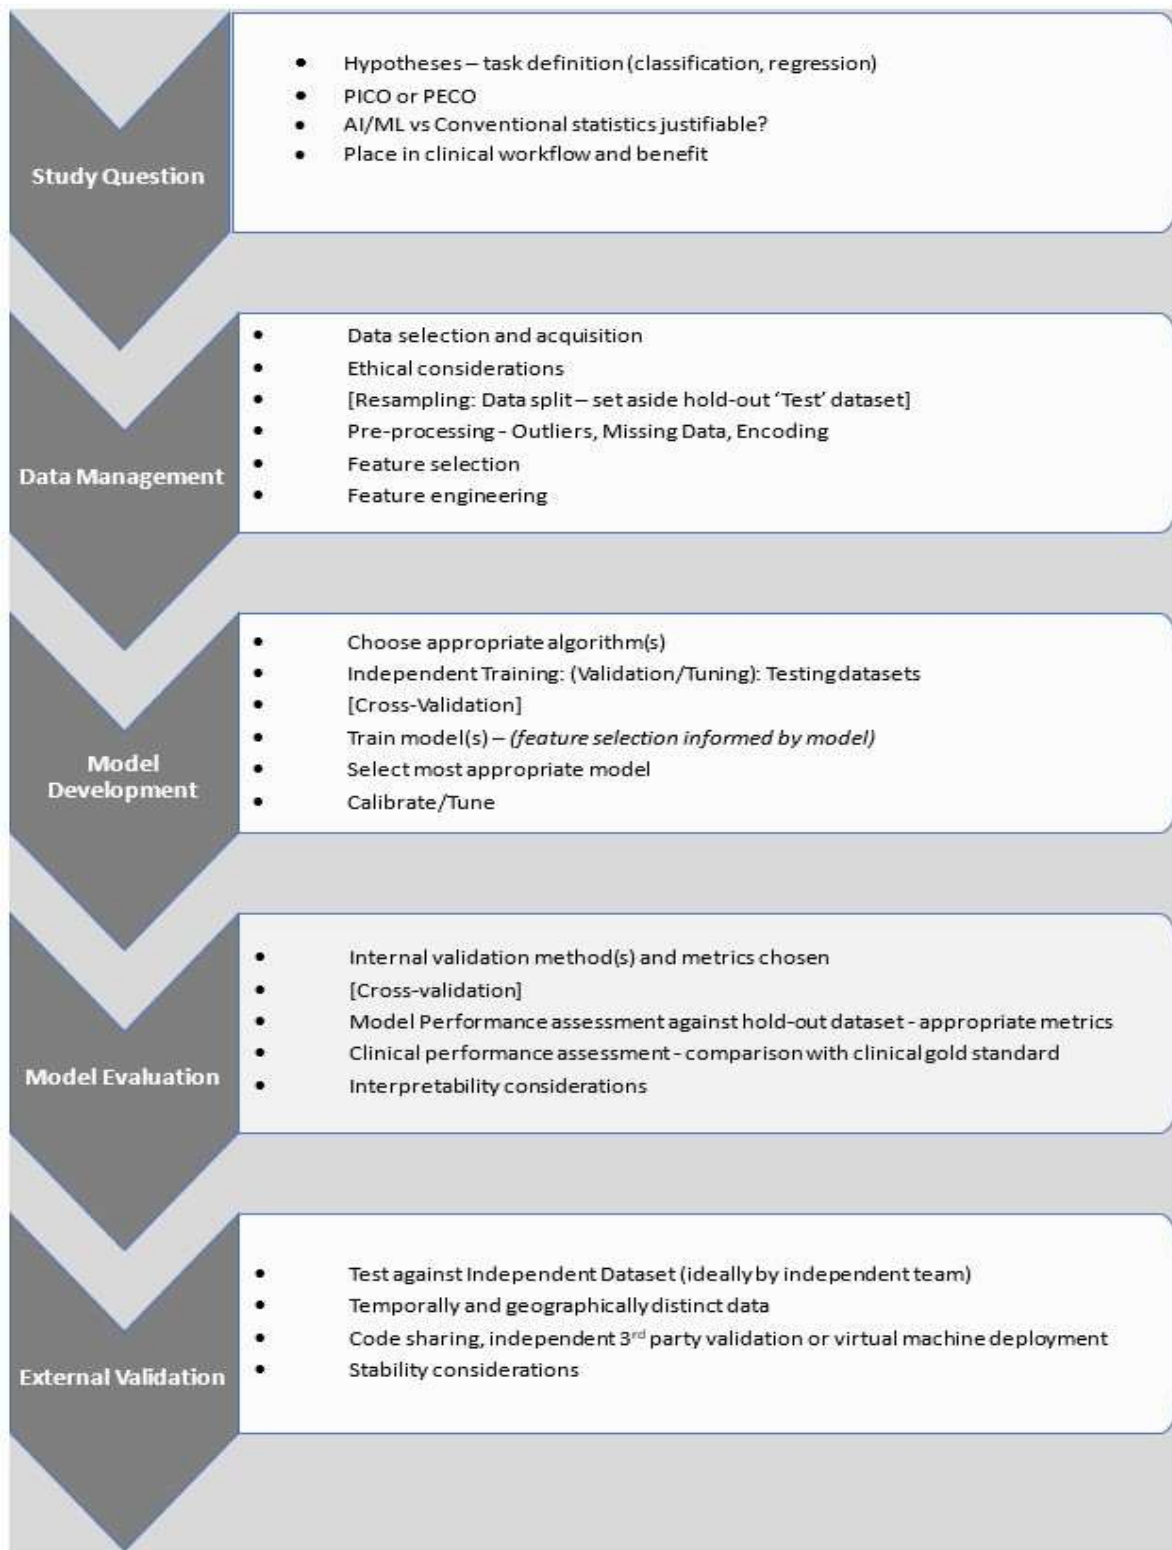 • Hypotheses – task definition (classification, regression)
• PICO or PECO
• AI/ML vs Conventional statistics justifiable?
• Place in clinical workflow and benefit
Study Question
• Data selection and acquisition
• Ethical considerations
• [Resampling: Data split – set aside hold-out ‘Test’ dataset]
• Pre-processing - Outliers, Missing Data, Encoding
• Feature selection
• Feature engineering
Data Management
• Choose appropriate algorithm(s)
• Independent Training: (Validation/Tuning): Testing datasets
• [Cross-Validation]
• Train model(s) – (feature selection informed by model)
• Select most appropriate model
• Calibrate/Tune
Model
Development
• Internal validation method(s) and metrics chosen
• [Cross-validation]
• Model Performance assessment against hold-out dataset - appropriate metrics
• Clinical performance assessment - comparison with clinical gold standard
• Interpretability considerations
Model Evaluation
• Test against Independent Dataset (ideally by independent team)
• Temporally and geographically distinct data
• Code sharing, independent 3rd party validation or virtual machine deployment
• Stability considerations
External Validation